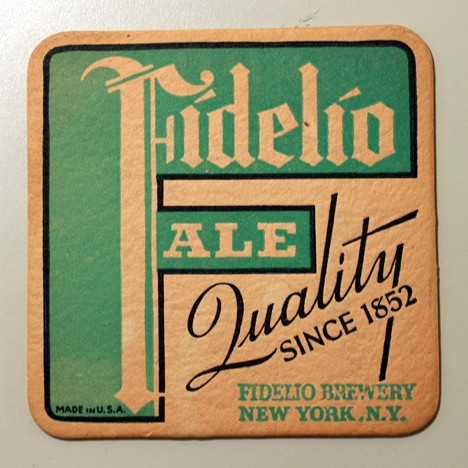 Fidelio
ALE
Quality
SINCE 1852
FIDELIO BREWERY
NEW YORK, N.Y.
MADE IN U.S.A.